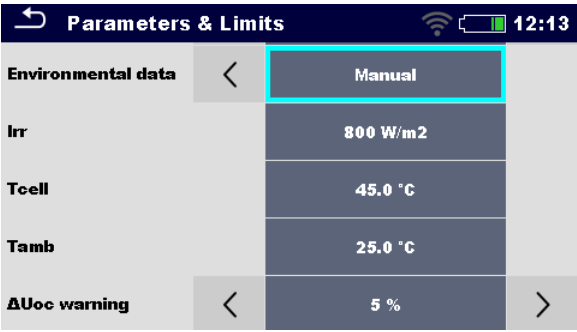 Parameters & Limits 12:13
Environmental data < Manual
Irr 800 W/m2
Tcell 45.0 °C
Tamb 25.0 °C
ΔUoc warning < 5 % >